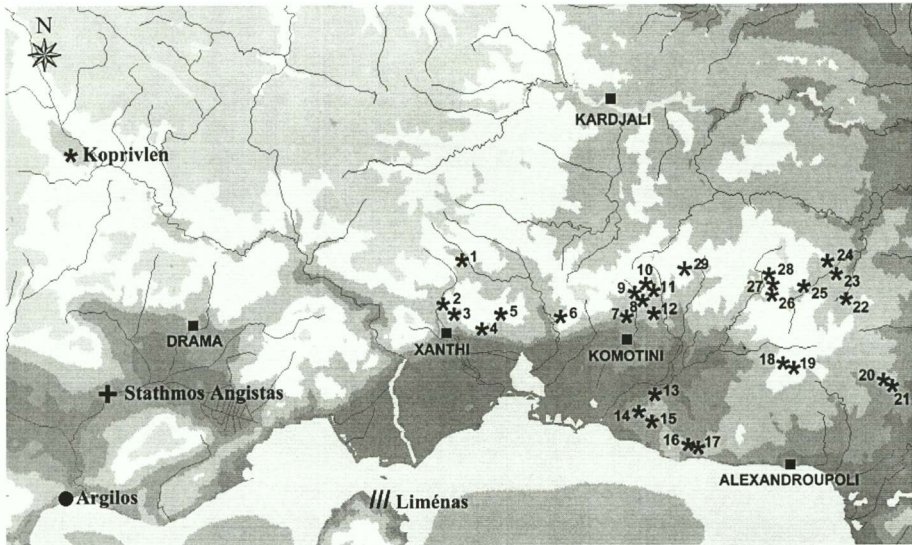 N
KARDJALI
Koprivlen
1
24
10
29
28
23
9
11
27
25
2
26
22
8
3
5
6
7
12
DRAMA
4
XANTHI
KOMOTINI
18
19
20
Stathmos Angistas
13
21
14
15
16
17
ALEXANDROUPOLI
Argilos
Liménas